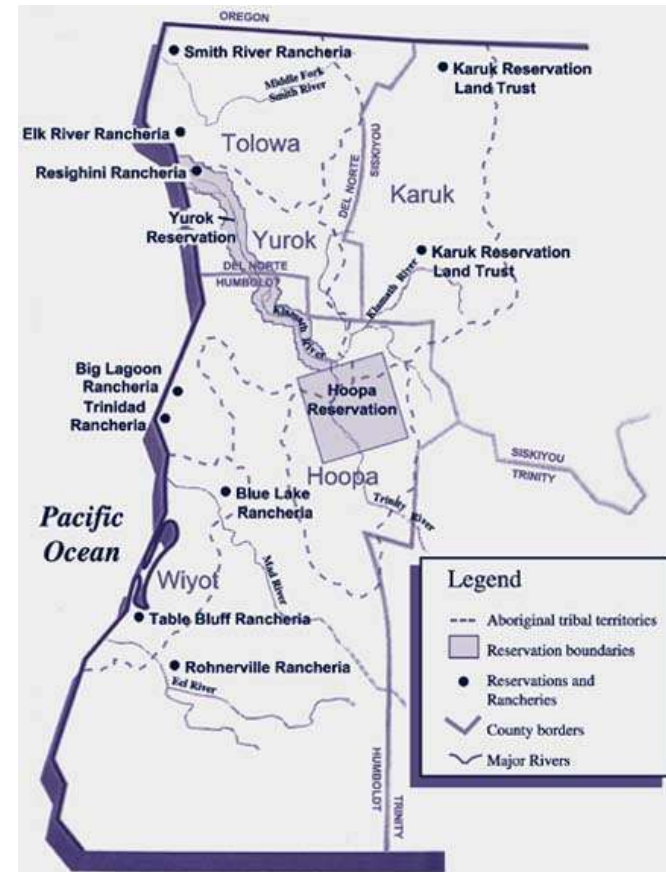 OREGON
Smith River Rancheria
Karuk Reservation
Land Trust
Middle Fork
Smith River
Elk River Rancheria
Tolowa
DEL NORTE
SISKIYOU
Resighini Rancheria
Karuk
Yurok
Reservation
Yurok
Karuk Reservation
Land Trust
DEL NORTE
HUMBOLDT
Klamath River
Klamath River
Big Lagoon
Rancheria
Trinidad
Rancheria
Hoopa
Reservation
SISKIYOU
TRINITY
Hoopa
Blue Lake
Rancheria
Trinity River
Pacific
Ocean
Mad River
Wiyot
Table Bluff Rancheria
Rohnerville Rancheria
Eel River
Legend
Aboriginal tribal territories
Reservation boundaries
Reservations and
Rancheries
County borders
Major Rivers
HUMBOLDT
TRINITY